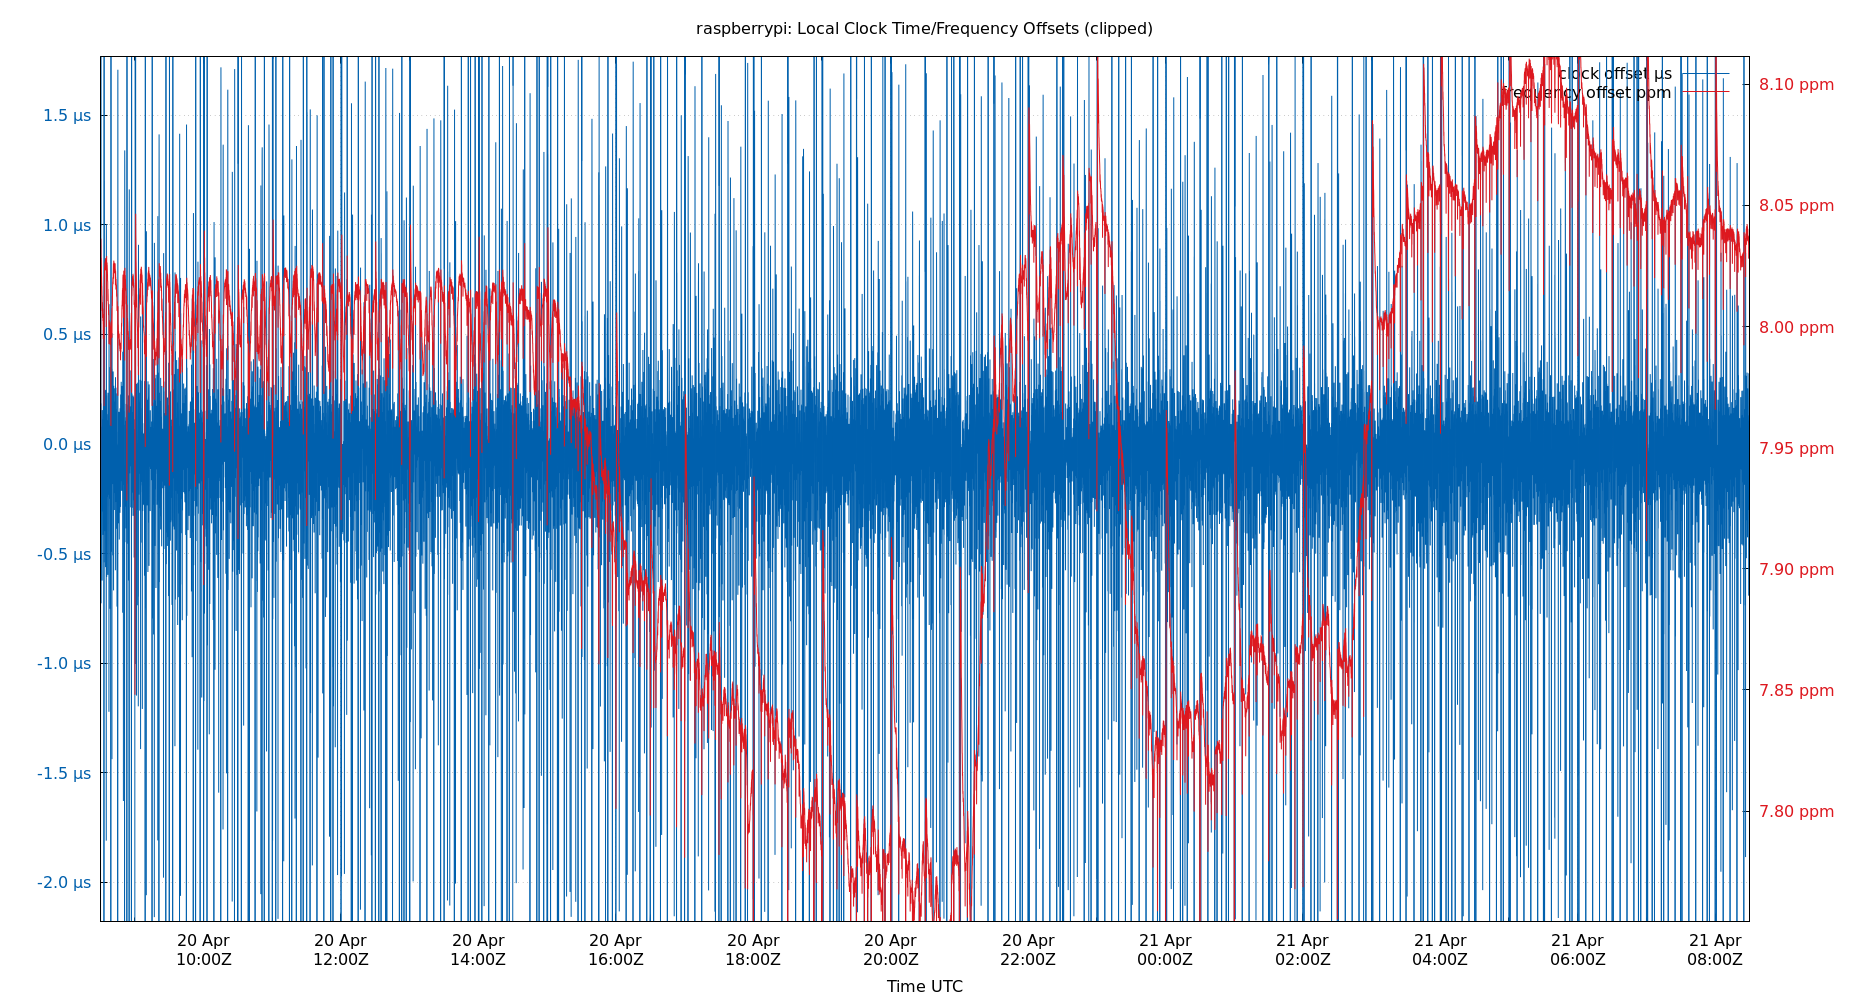 raspberrypi: Local Clock Time/Frequency Offsets (clipped)
clock offset µs
frequency offset ppm
1.5 µs
1.0 µs
0.5 µs
0.0 µs
-0.5 µs
-1.0 µs
-1.5 µs
-2.0 µs
8.10 ppm
8.05 ppm
8.00 ppm
7.95 ppm
7.90 ppm
7.85 ppm
7.80 ppm
20 Apr 20 Apr 20 Apr 20 Apr 20 Apr 20 Apr 20 Apr 21 Apr 21 Apr 21 Apr 21 Apr 21 Apr
10:00Z 12:00Z 14:00Z 16:00Z 18:00Z 20:00Z 22:00Z 00:00Z 02:00Z 04:00Z 06:00Z 08:00Z
Time UTC